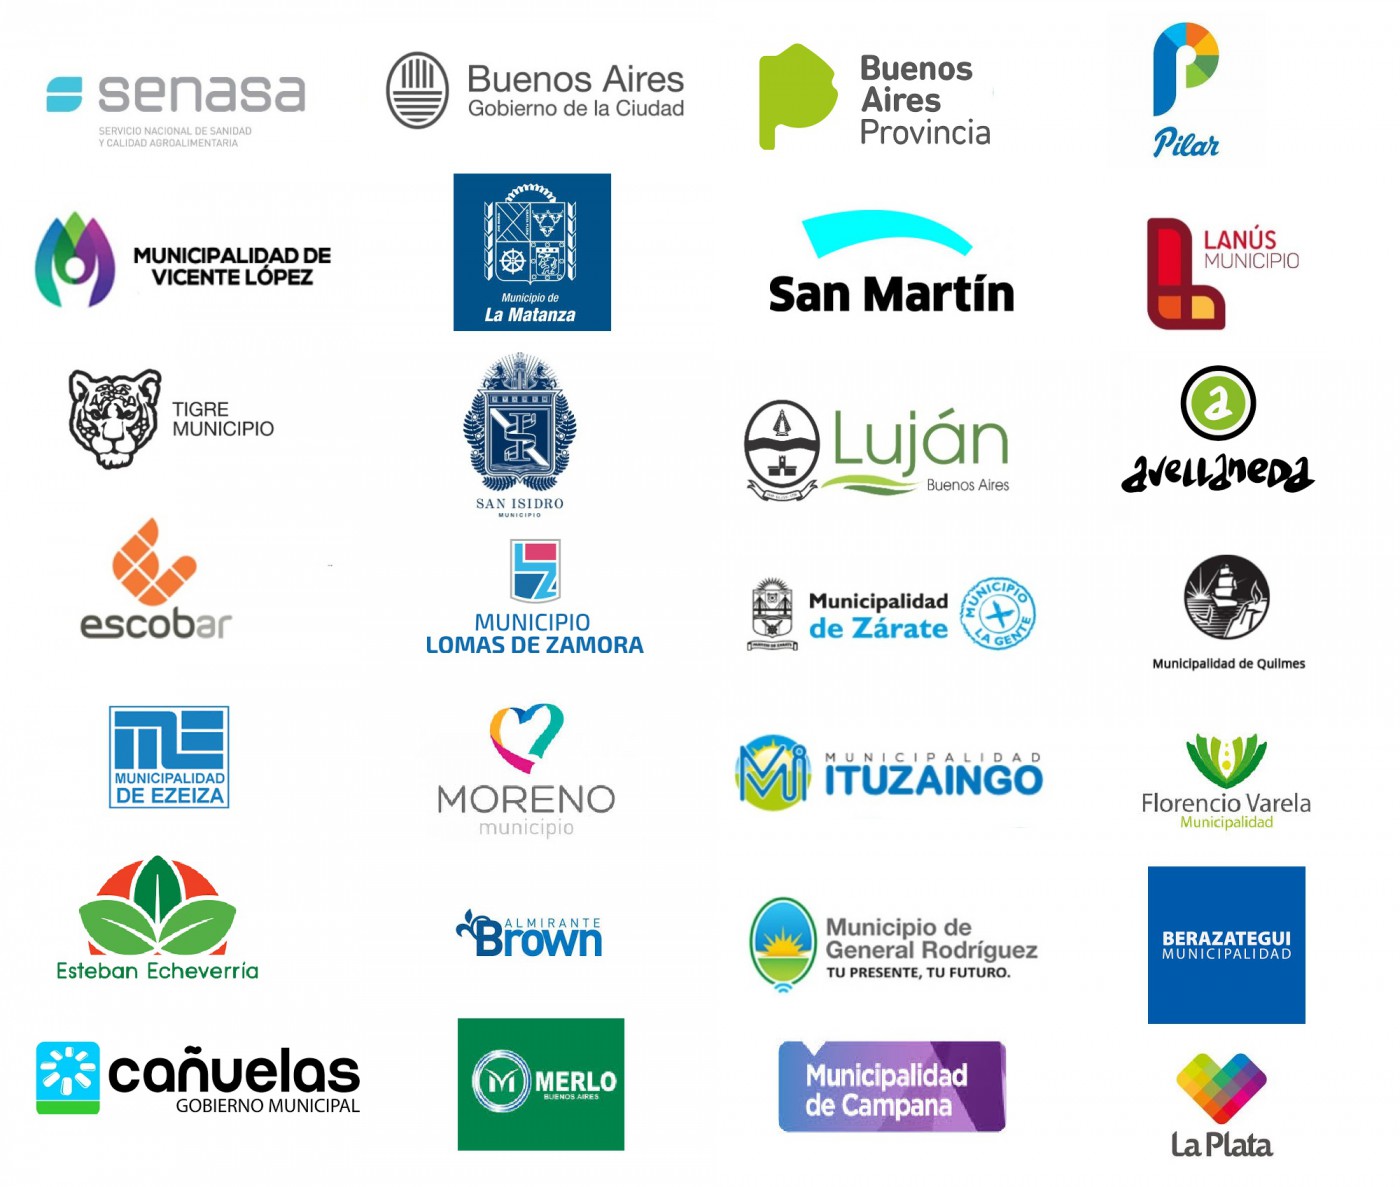 senasa
SERVICIO NACIONAL DE SANIDAD
Y CALIDAD AGROALIMENTARIA
Buenos Aires
Gobierno de la Ciudad
Buenos
Aires
Provincia
Pilar
MUNICIPALIDAD DE
VICENTE LÓPEZ
Municipio de
La Matanza
San Martín
LANÚS
MUNICIPIO
TIGRE
MUNICIPIO
SAN ISIDRO
MUNICIPIO
Luján
Buenos Aires
a
avellaneda
escobar
LZ
MUNICIPIO
LOMAS DE ZAMORA
Municipalidad
de Zárate
MUNICIPIO
LA GENTE
Municipalidad de Quilmes
ME
MUNICIPALIDAD
DE EZEIZA
MORENO
municipio
Mi
MUNICIPALIDAD
ITUZAINGO
Florencio Varela
Municipalidad
Esteban Echeverría
ALMIRANTE
Brown
Municipio de
General Rodríguez
TU PRESENTE, TU FUTURO.
BERAZATEGUI
MUNICIPALIDAD
cañuelas
GOBIERNO MUNICIPAL
M
MERLO
BUENOS AIRES
Municipalidad
de Campana
La Plata